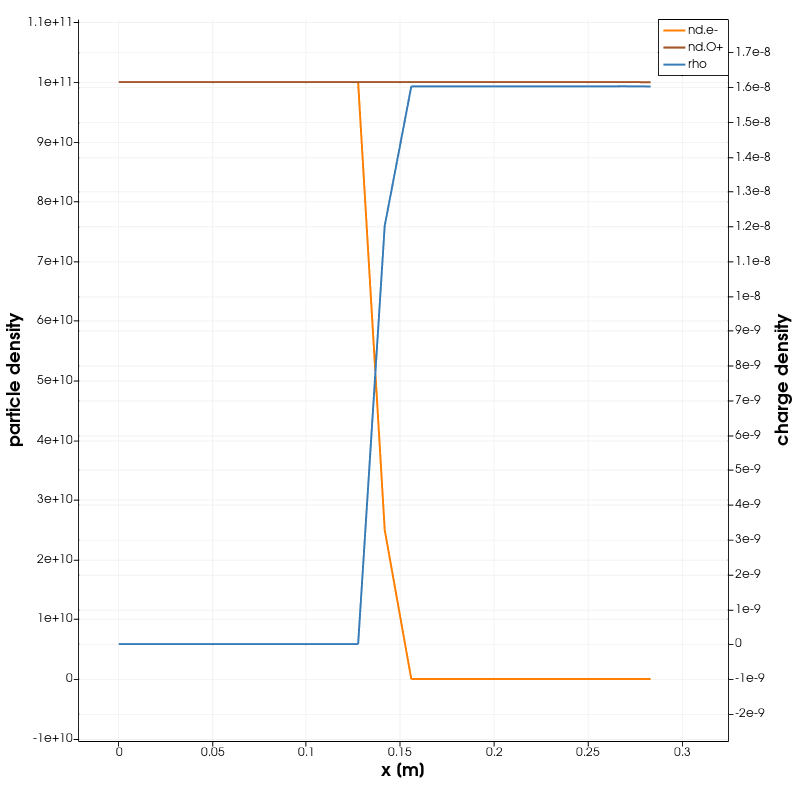 nd.e-
nd.O+
rho
1.1e+11
1e+11
9e+10
8e+10
7e+10
6e+10
5e+10
4e+10
3e+10
2e+10
1e+10
0
-1e+10
particle density
1.7e-8
1.6e-8
1.5e-8
1.4e-8
1.3e-8
1.2e-8
1.1e-8
1e-8
9e-9
8e-9
7e-9
6e-9
5e-9
4e-9
3e-9
2e-9
1e-9
0
-1e-9
-2e-9
charge density
0 0.05 0.1 0.15 0.2 0.25 0.3
x (m)